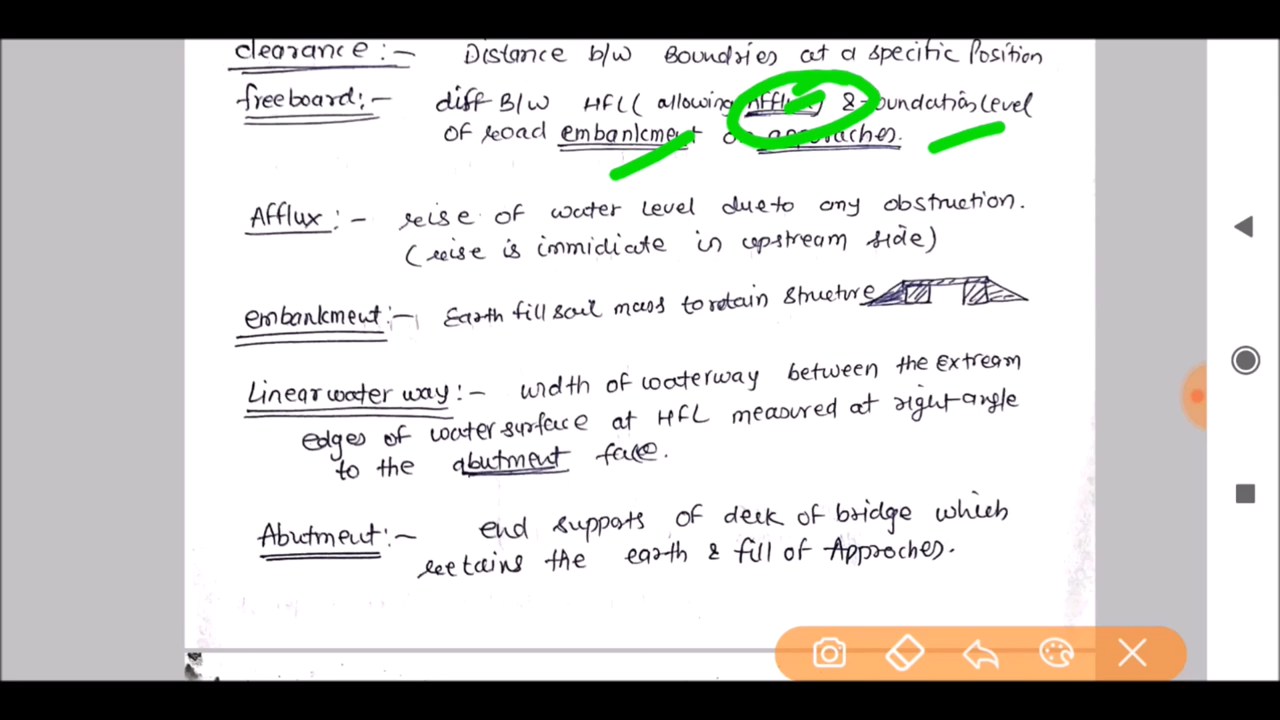 clearance :- Distance b/w Boundries at a specific Position
freeboard :- diff B/w HFL ( allowing Afflux) & foundation Level
of road embankment or approaches.
Afflux :- reise of water level due to any obstruction.
(reise is immidiate in upstream side)
embankment :- Earth fill soil mass to retain structure
Linear water way :- width of waterway between the extream
edges of water surface at HFL measured at right angle
to the abutment face.
Abutment :- end supports of deck of bridge which
reetains the earth & fill of Approches.